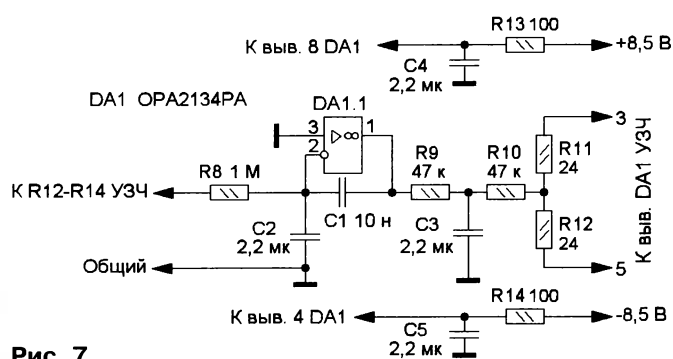 R13 100
К выв. 8 DA1
+8,5 В
C4
2,2 мк
DA1 OPA2134PA
DA1.1
3
▷∞
1
2
3
R8 1 М
R9
47 к
R10
47 к
R11
24
К R12-R14 УЗЧ
C1 10 н
К выв. DA1 УЗЧ
C2
2,2 мк
C3
2,2 мк
R12
24
Общий
5
R14 100
К выв. 4 DA1
-8,5 В
C5
2,2 мк
Рис. 7